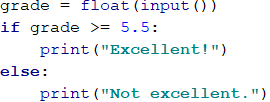 grade = float(input())
if grade >= 5.5:
    print("Excellent!")
else:
    print("Not excellent.")